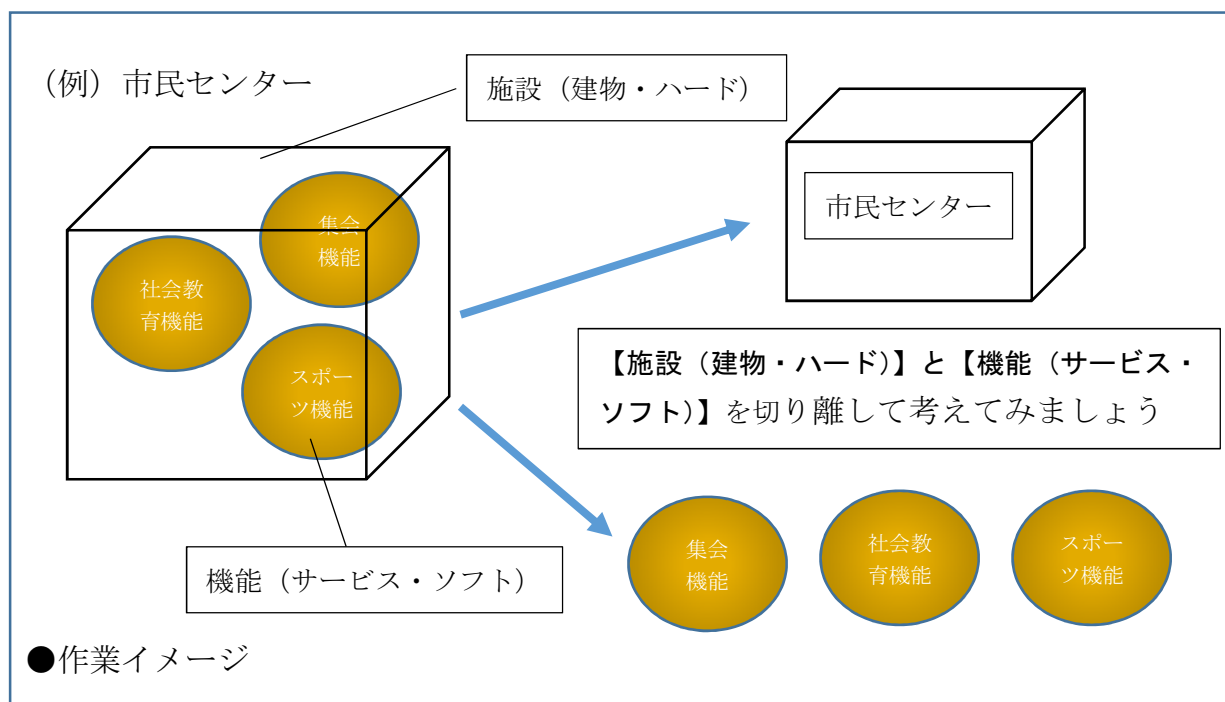 （例）市民センター
施設（建物・ハード）
集会
機能
社会教
育機能
スポー
ツ機能
機能（サービス・ソフト）
市民センター
【施設（建物・ハード）】と【機能（サービス・
ソフト）】を切り離して考えてみましょう
集会
機能
社会教
育機能
スポー
ツ機能
●作業イメージ